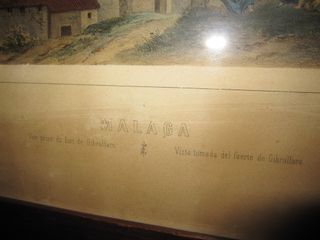 MALAGA
Vue prise du fort de Gibralfaro.
Vista tomada del fuerte de Gibralfaro.